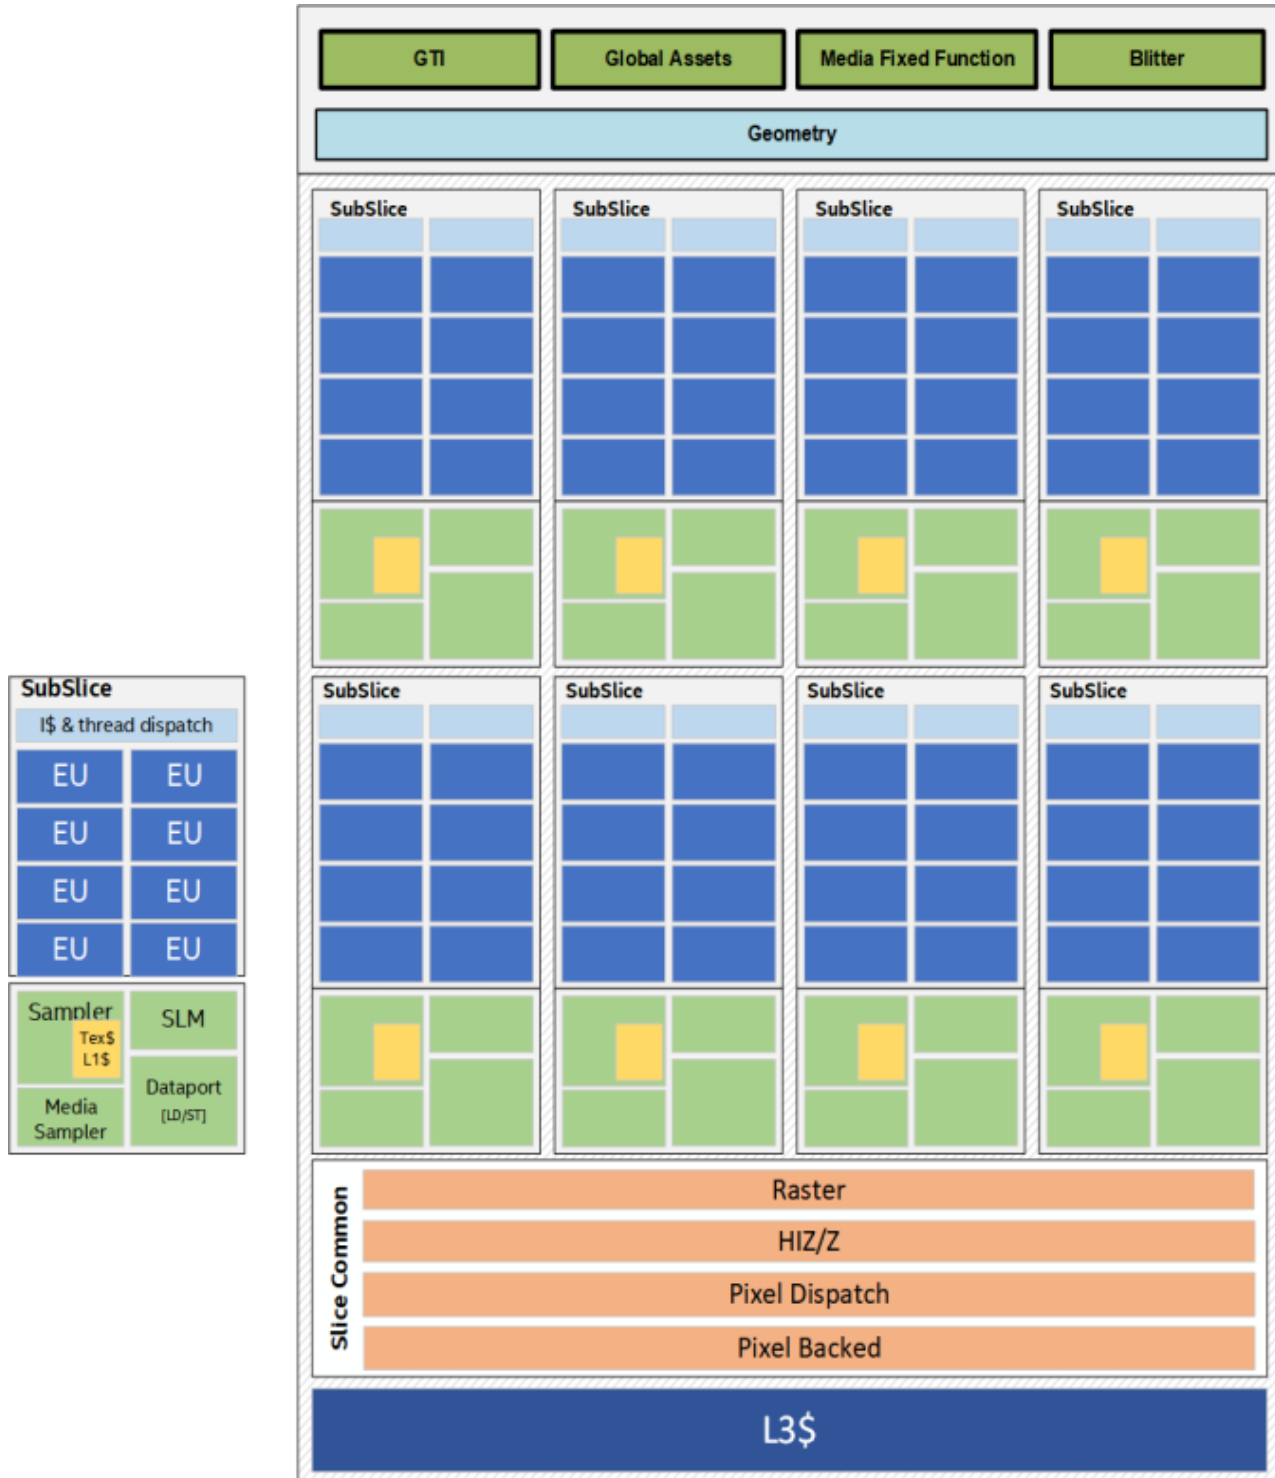 GTI
Global Assets
Media Fixed Function
Blitter
Geometry
SubSlice
SubSlice
SubSlice
SubSlice
SubSlice
SubSlice
SubSlice
SubSlice
SubSlice
I$ & thread dispatch
EU
EU
EU
EU
EU
EU
EU
EU
Sampler
Tex$
L1$
SLM
Media
Sampler
Dataport
[LD/ST]
Slice Common
Raster
HIZ/Z
Pixel Dispatch
Pixel Backed
L3$